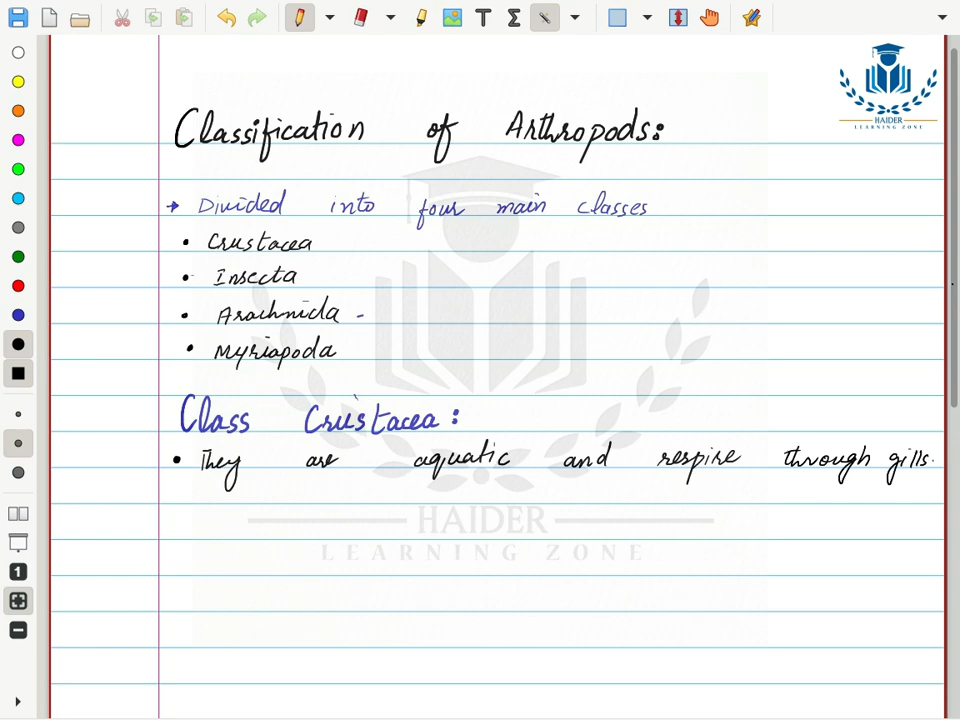 HAIDER
LEARNING ZONE
Classification of Arthropods:
→ Divided into four main classes
• Crustacea
• Insecta
• Arachnida -
• Myriapoda
Class Crustacea:
• They are aquatic and respire through gills.
HAIDER
LEARNING ZONE